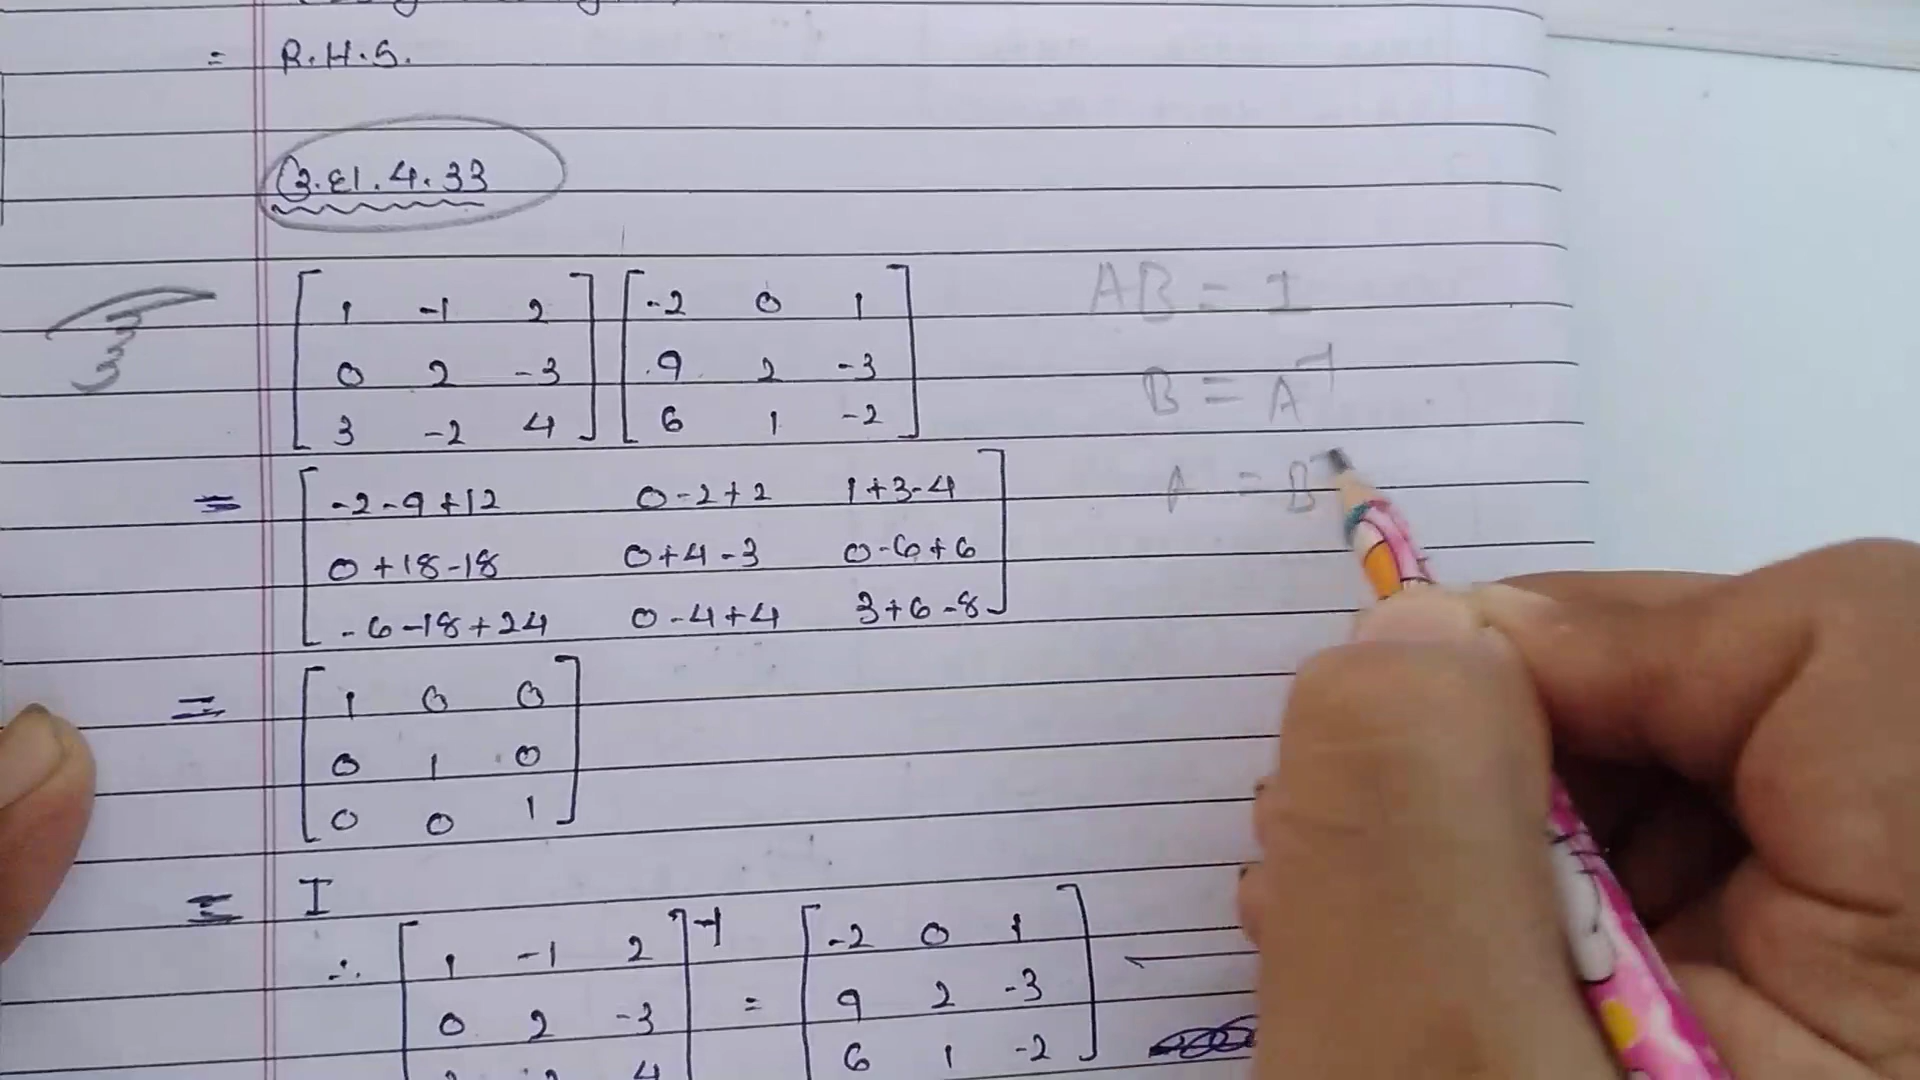 = R.H.S.
Q.3.E1.4.33
[ 1 -1 2 ] [ -2 0 1 ] AB = I
[ 0 2 -3 ] [ 9 2 -3 ] B = A⁻¹
[ 3 -2 4 ] [ 6 1 -2 ]
A = B⁻
= [ -2-9+12 0-2+2 1+3-4 ]
[ 0+18-18 0+4-3 0-6+6 ]
[ -6-18+24 0-4+4 3+6-8 ]
= [ 1 0 0 ]
[ 0 1 0 ]
[ 0 0 1 ]
= I
∴ [ 1 -1 2 ]⁻¹ [ -2 0 1 ]
[ 0 2 -3 ] = [ 9 2 -3 ]
4 ] [ 6 1 -2 ]